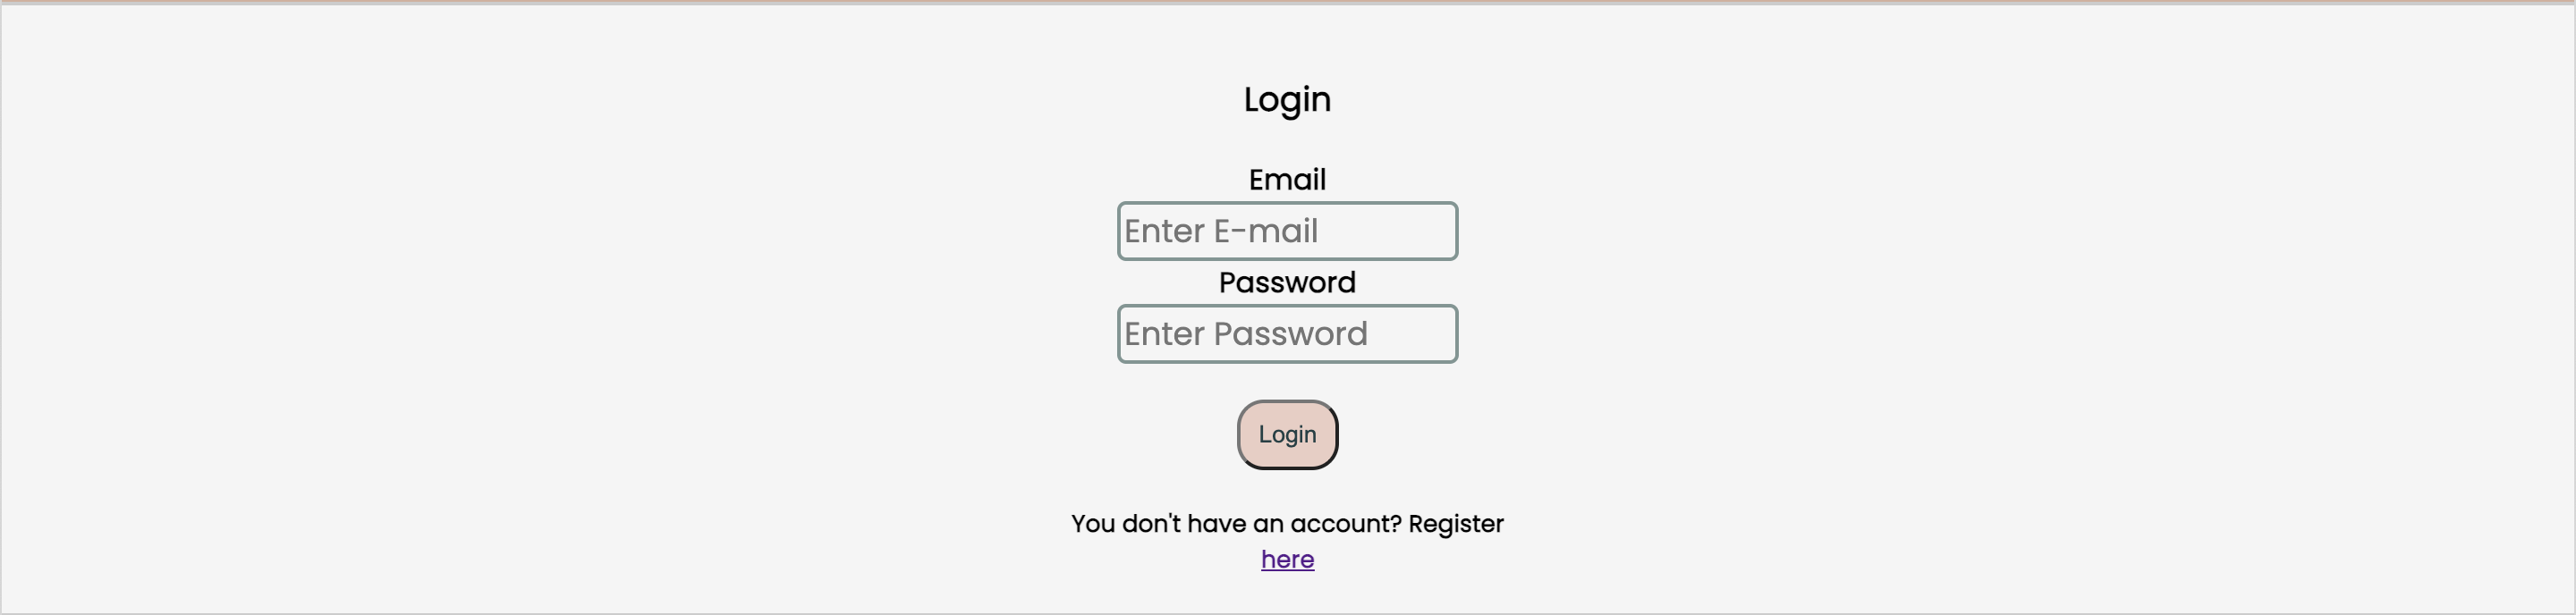 Login
Email
Enter E-mail
Password
Enter Password
Login
You don't have an account? Register
here